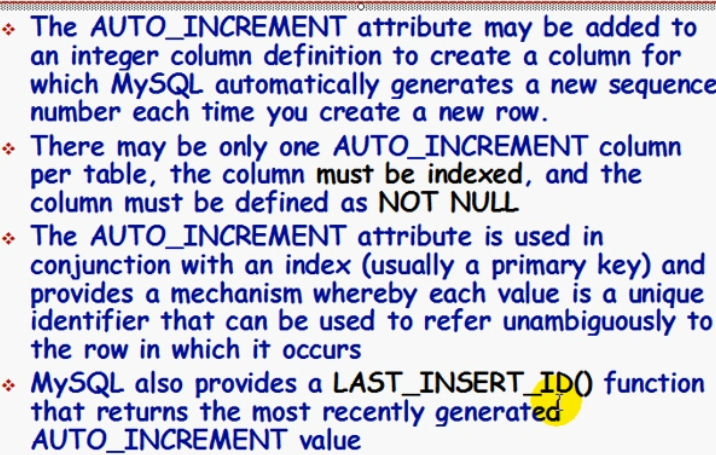 The AUTO_INCREMENT attribute may be added to
an integer column definition to create a column for
which MySQL automatically generates a new sequence
number each time you create a new row.
There may be only one AUTO_INCREMENT column
per table, the column must be indexed, and the
column must be defined as NOT NULL
The AUTO_INCREMENT attribute is used in
conjunction with an index (usually a primary key) and
provides a mechanism whereby each value is a unique
identifier that can be used to refer unambiguously to
the row in which it occurs
MySQL also provides a LAST_INSERT_ID() function
that returns the most recently generated
AUTO_INCREMENT value